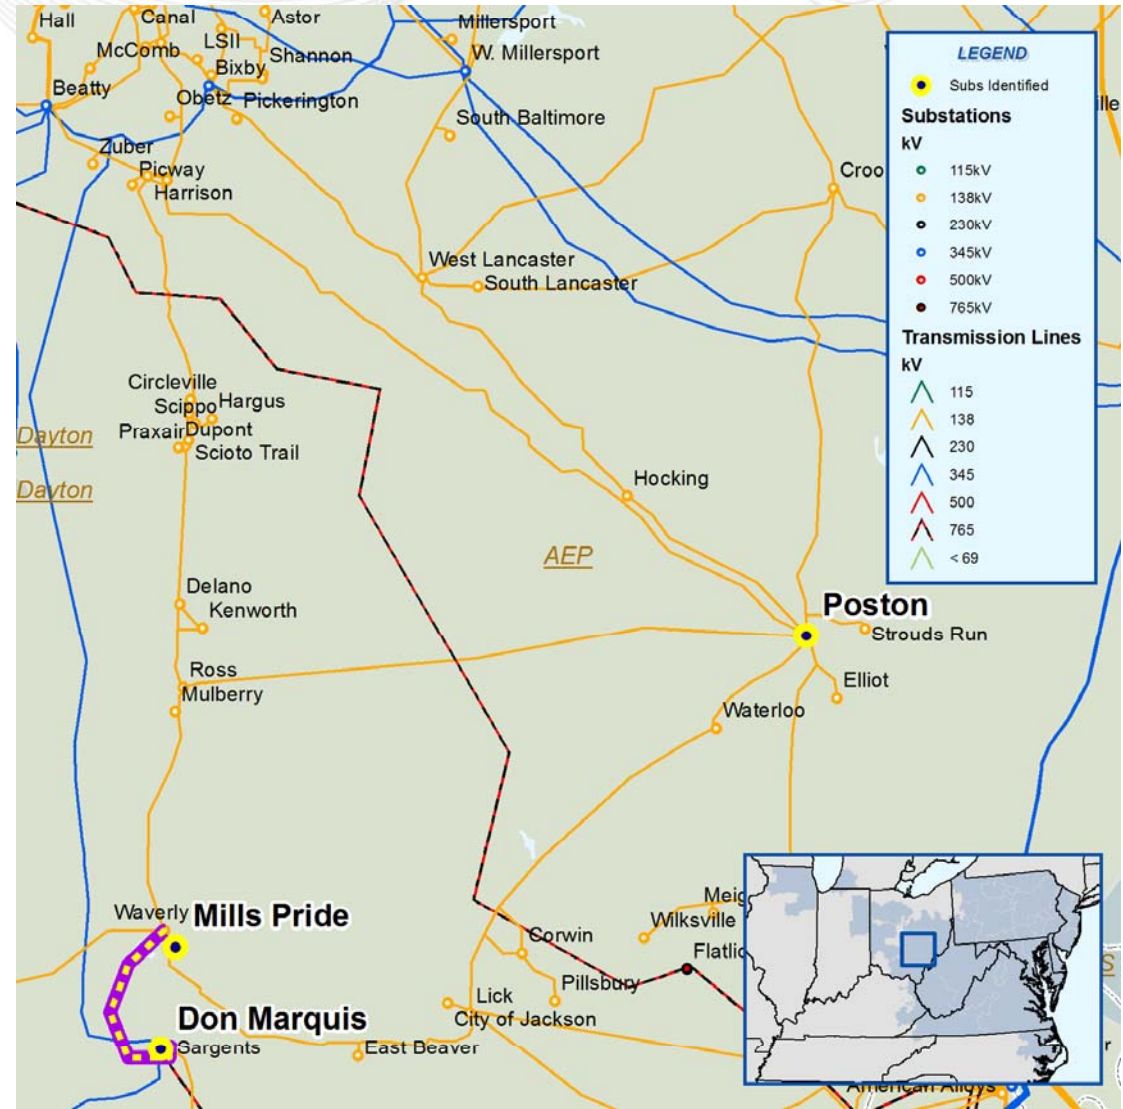 Hall
Canal
Astor
Millersport
McComb
LSII
Shannon
W. Millersport
Bixby
Beatty
Obetz
Pickerington
South Baltimore
Zuber
Picway
Harrison
Croo
West Lancaster
South Lancaster
Circleville
Scippo
Hargus
Praxair
Dupont
Scioto Trail
Dayton
Dayton
Hocking
AEP
Delano
Kenworth
Poston
Strouds Run
Ross
Mulberry
Elliot
Waterloo
Waverly
Mills Pride
Meig
Wilksville
Corwin
Flatlic
Pillsbury
Lick
City of Jackson
Don Marquis
Sargents
East Beaver
American Alloys
LEGEND
Subs Identified
Substations
kV
115kV
138kV
230kV
345kV
500kV
765kV
Transmission Lines
kV
115
138
230
345
500
765
< 69
ille
S
r